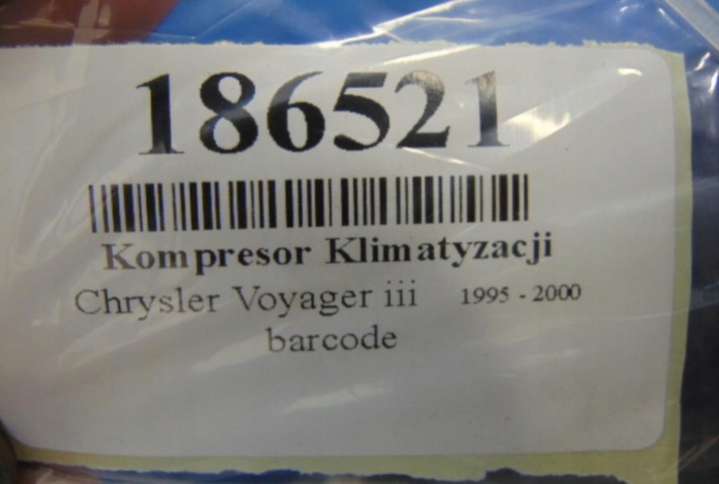 186521
Kompresor Klimatyzacji
Chrysler Voyager iii 1995 - 2000
barcode